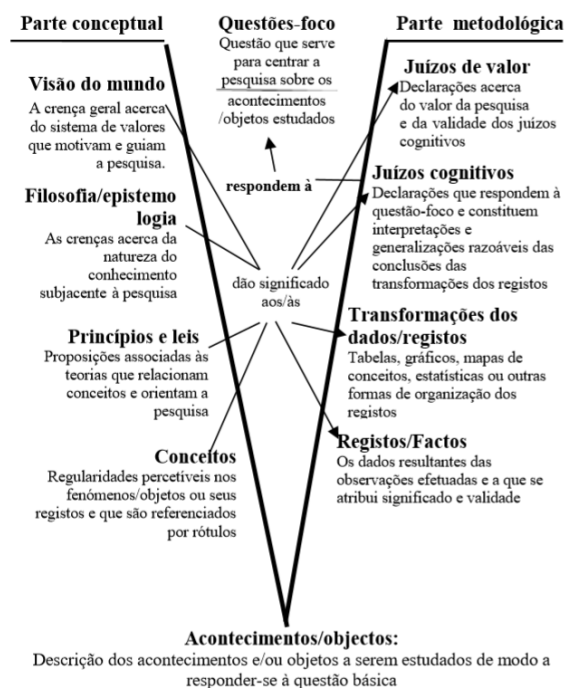 Parte conceptual
Visão do mundo
A crença geral acerca
do sistema de valores
que motivam e guiam
a pesquisa.
Filosofia/epistemo
logia
As crenças acerca da
natureza do
conhecimento
subjacente à pesquisa
Princípios e leis
Proposições associadas às
teorias que relacionam
conceitos e orientam a
pesquisa
Conceitos
Regularidades percetíveis nos
fenómenos/objetos ou seus
registos e que são referenciados
por rótulos
Questões-foco
Questão que serve
para centrar a
pesquisa sobre os
acontecimentos
/objetos estudados
respondem à
dão significado
aos/às
Parte metodológica
Juízos de valor
Declarações acerca
do valor da pesquisa
e da validade dos juízos
cognitivos
Juízos cognitivos
Declarações que respondem à
questão-foco e constituem
interpretações e
generalizações razoáveis das
conclusões das
transformações dos registos
Transformações dos
dados/registos
Tabelas, gráficos, mapas de
conceitos, estatísticas ou outras
formas de organização dos
registos
Registos/Factos
Os dados resultantes das
observações efetuadas e a que se
atribui significado e validade
Acontecimentos/objectos:
Descrição dos acontecimentos e/ou objetos a serem estudados de modo a
responder-se à questão básica